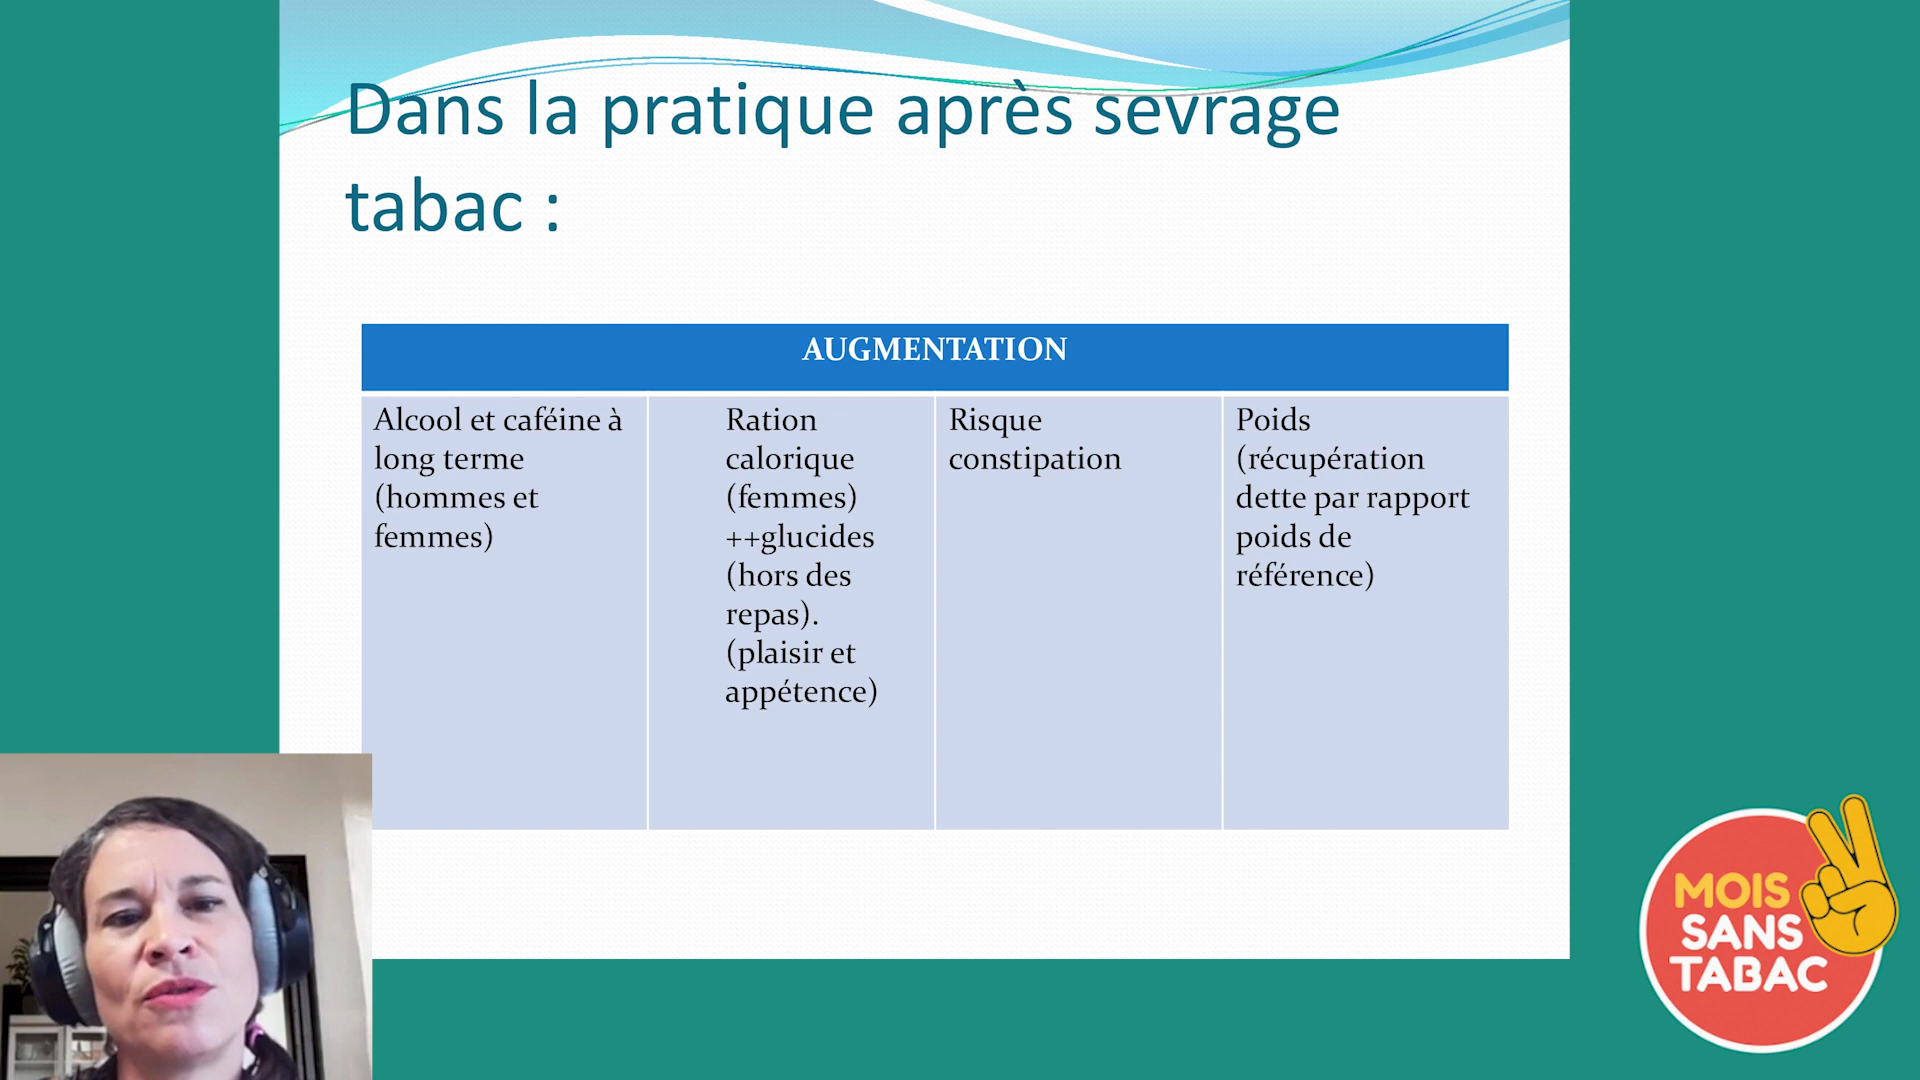 Dans la pratique après sevrage
tabac :
AUGMENTATION
Alcool et caféine à
long terme
(hommes et
femmes)
Ration
calorique
(femmes)
++glucides
(hors des
repas).
(plaisir et
appétence)
Risque
constipation
Poids
(récupération
dette par rapport
poids de
référence)
MOIS
SANS
TABAC